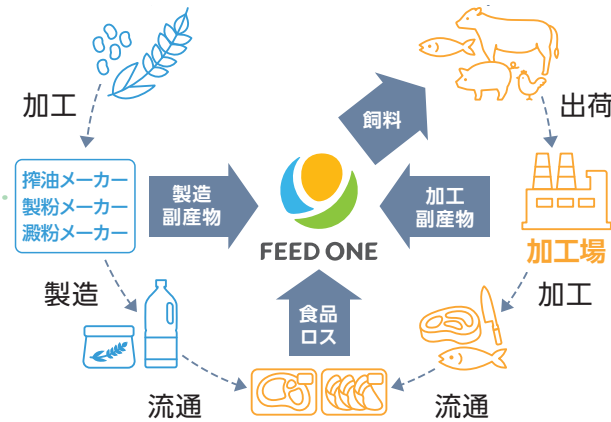 加工
出荷
飼料
搾油メーカー
製粉メーカー
澱粉メーカー
製造
副産物
加工
副産物
FEED ONE
加工場
製造
加工
食品
ロス
流通
流通